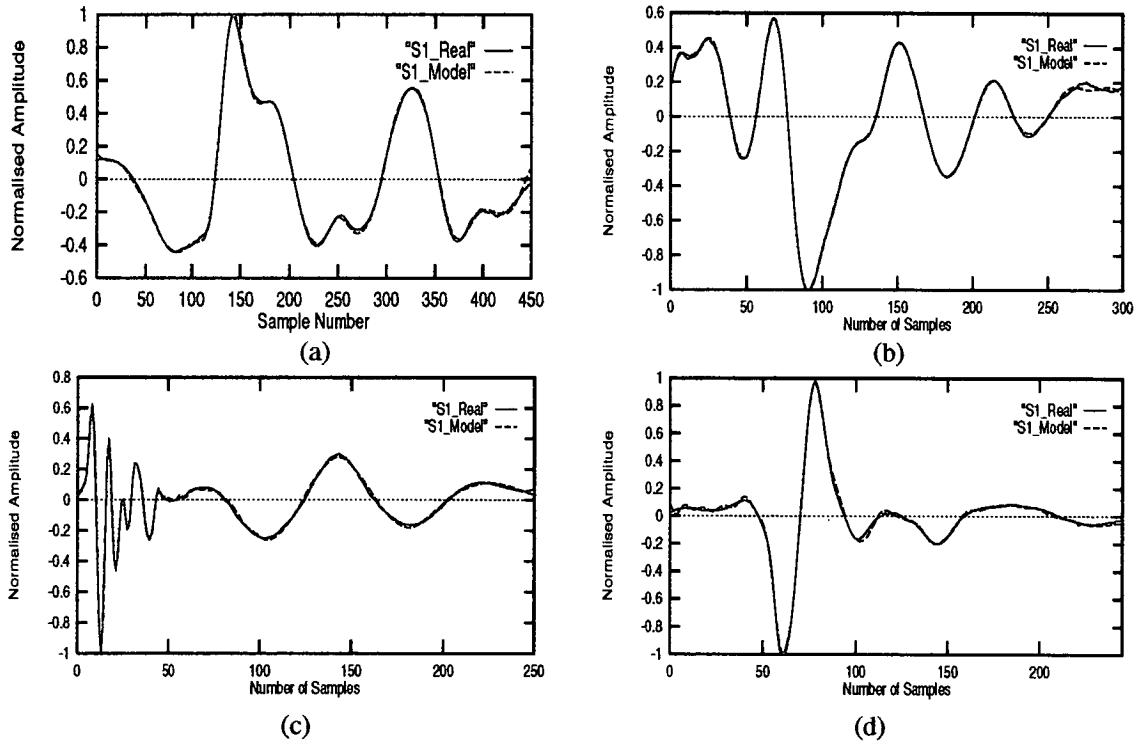 Normalised Amplitude
1
0.8
0.6
0.4
0.2
0
-0.2
-0.4
-0.6
"S1_Real"
"S1_Model"
0 50 100 150 200 250 300 350 400 450
Sample Number
(a)
Normalised Amplitude
0.6
0.4
0.2
0
-0.2
-0.4
-0.6
-0.8
-1
"S1_Real"
"S1_Model"
0 50 100 150 200 250 300
Number of Samples
(b)
Normalised Amplitude
0.8
0.6
0.4
0.2
0
-0.2
-0.4
-0.6
-0.8
-1
"S1_Real"
"S1_Model"
0 50 100 150 200 250
Number of Samples
(c)
Normalised Amplitude
1
0.8
0.6
0.4
0.2
0
-0.2
-0.4
-0.6
-0.8
-1
"S1_Real"
"S1_Model"
0 50 100 150 200
Number of Samples
(d)